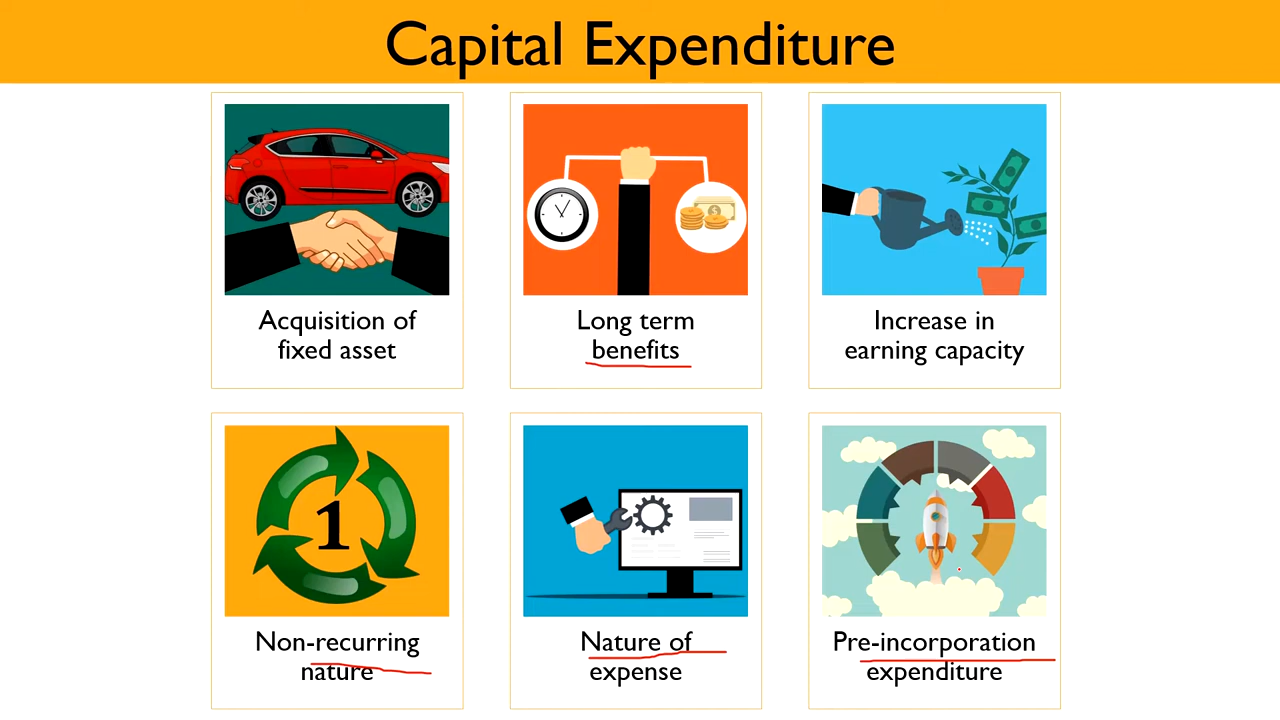 Capital Expenditure
Acquisition of
fixed asset
Long term
benefits
Increase in
earning capacity
1
Non-recurring
nature
Nature of
expense
Pre-incorporation
expenditure